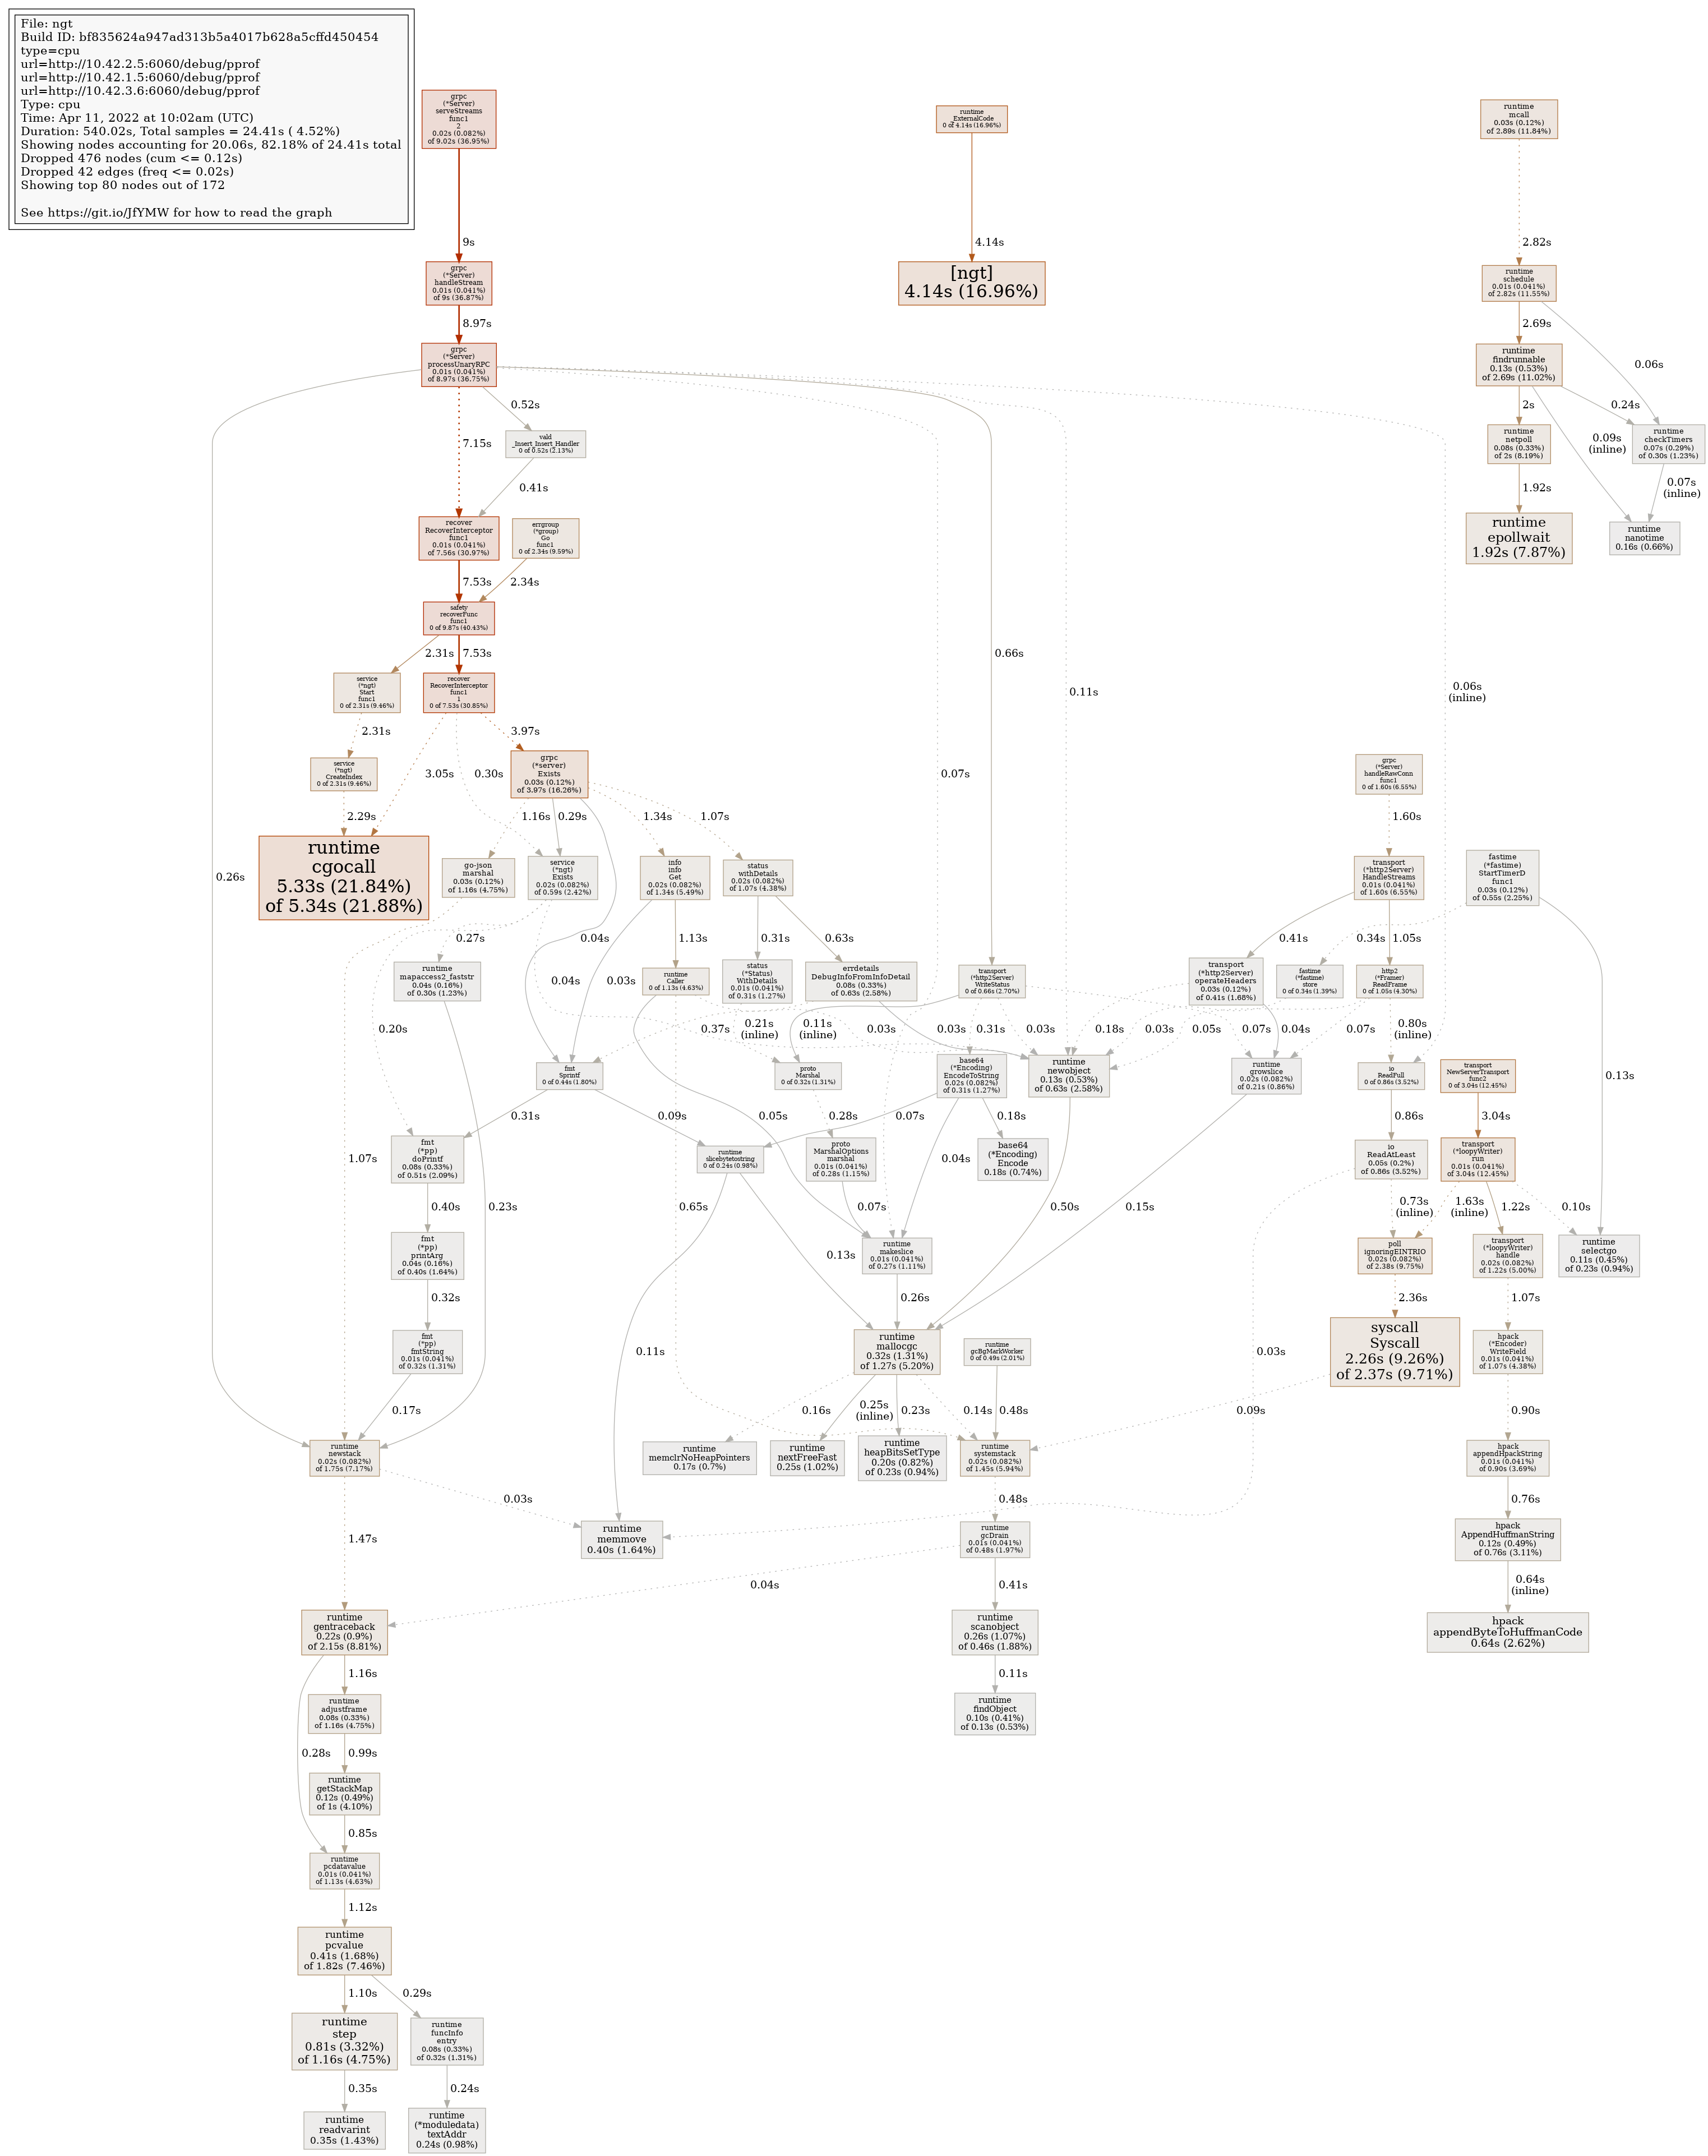 File: ngt
Build ID: bf835624a947ad313b5a4017b628a5cffd450454
type=cpu
url=http://10.42.2.5:6060/debug/pprof
url=http://10.42.1.5:6060/debug/pprof
url=http://10.42.3.6:6060/debug/pprof
Type: cpu
Time: Apr 11, 2022 at 10:02am (UTC)
Duration: 540.02s, Total samples = 24.41s ( 4.52%)
Showing nodes accounting for 20.06s, 82.18% of 24.41s total
Dropped 476 nodes (cum <= 0.12s)
Dropped 42 edges (freq <= 0.02s)
Showing top 80 nodes out of 172
See https://git.io/JfYMW for how to read the graph
grpc
(*Server)
serveStreams
func1
2
0.02s (0.082%)
of 9.02s (36.95%)
runtime
_ExternalCode
0 of 4.14s (16.96%)
runtime
mcall
0.03s (0.12%)
of 2.89s (11.84%)
9s
4.14s
2.82s
grpc
(*Server)
handleStream
0.01s (0.041%)
of 9s (36.87%)
[ngt]
4.14s (16.96%)
runtime
schedule
0.01s (0.041%)
of 2.82s (11.55%)
8.97s
2.69s
0.06s
grpc
(*Server)
processUnaryRPC
0.01s (0.041%)
of 8.97s (36.75%)
runtime
findrunnable
0.13s (0.53%)
of 2.69s (11.02%)
0.52s
7.15s
2s
0.24s
0.09s
(inline)
vald
_Insert_Insert_Handler
0 of 0.52s (2.13%)
runtime
netpoll
0.08s (0.33%)
of 2s (8.19%)
runtime
checkTimers
0.07s (0.29%)
of 0.30s (1.23%)
0.41s
1.92s
0.07s
(inline)
recover
RecoverInterceptor
func1
0.01s (0.041%)
of 7.56s (30.97%)
errgroup
(*group)
Go
func1
0 of 2.34s (9.59%)
runtime
epollwait
1.92s (7.87%)
runtime
nanotime
0.16s (0.66%)
7.53s
2.34s
safety
recoverFunc
func1
0 of 9.87s (40.43%)
2.31s
7.53s
0.66s
0.11s
0.06s
(inline)
service
(*ngt)
Start
func1
0 of 2.31s (9.46%)
recover
RecoverInterceptor
func1
1
0 of 7.53s (30.85%)
2.31s
3.97s
3.05s
0.30s
0.07s
service
(*ngt)
CreateIndex
0 of 2.31s (9.46%)
grpc
(*server)
Exists
0.03s (0.12%)
of 3.97s (16.26%)
grpc
(*Server)
handleRawConn
func1
0 of 1.60s (6.55%)
2.29s
1.16s
0.29s
1.34s
1.07s
1.60s
0.26s
runtime
cgocall
5.33s (21.84%)
of 5.34s (21.88%)
go-json
marshal
0.03s (0.12%)
of 1.16s (4.75%)
service
(*ngt)
Exists
0.02s (0.082%)
of 0.59s (2.42%)
info
info
Get
0.02s (0.082%)
of 1.34s (5.49%)
status
withDetails
0.02s (0.082%)
of 1.07s (4.38%)
transport
(*http2Server)
HandleStreams
0.01s (0.041%)
of 1.60s (6.55%)
fastime
(*fastime)
StartTimerD
func1
0.03s (0.12%)
of 0.55s (2.25%)
0.27s
0.04s
1.13s
0.31s
0.63s
0.41s
1.05s
0.34s
runtime
mapaccess2_faststr
0.04s (0.16%)
of 0.30s (1.23%)
runtime
Caller
0 of 1.13s (4.63%)
status
(*Status)
WithDetails
0.01s (0.041%)
of 0.31s (1.27%)
errdetails
DebugInfoFromInfoDetail
0.08s (0.33%)
of 0.63s (2.58%)
transport
(*http2Server)
WriteStatus
0 of 0.66s (2.70%)
transport
(*http2Server)
operateHeaders
0.03s (0.12%)
of 0.41s (1.68%)
fastime
(*fastime)
store
0 of 0.34s (1.39%)
http2
(*Framer)
ReadFrame
0 of 1.05s (4.30%)
0.04s
0.03s
0.20s
0.37s
0.21s
(inline)
0.11s
(inline)
0.03s
0.03s
0.31s
0.03s
0.18s
0.03s
0.05s
0.07s
0.04s
0.07s
0.80s
(inline)
fmt
Sprintf
0 of 0.44s (1.80%)
proto
Marshal
0 of 0.32s (1.31%)
base64
(*Encoding)
EncodeToString
0.02s (0.082%)
of 0.31s (1.27%)
runtime
newobject
0.13s (0.53%)
of 0.63s (2.58%)
runtime
growslice
0.02s (0.082%)
of 0.21s (0.86%)
io
ReadFull
0 of 0.86s (3.52%)
transport
NewServerTransport
func2
0 of 3.04s (12.45%)
0.13s
0.31s
0.09s
0.05s
0.28s
0.07s
0.18s
0.86s
3.04s
1.07s
fmt
(*pp)
doPrintf
0.08s (0.33%)
of 0.51s (2.09%)
runtime
slicebytetostring
0 of 0.24s (0.98%)
proto
MarshalOptions
marshal
0.01s (0.041%)
of 0.28s (1.15%)
0.04s
base64
(*Encoding)
Encode
0.18s (0.74%)
io
ReadAtLeast
0.05s (0.2%)
of 0.86s (3.52%)
transport
(*loopyWriter)
run
0.01s (0.041%)
of 3.04s (12.45%)
0.40s
0.23s
0.65s
0.07s
0.50s
0.15s
0.73s
(inline)
1.63s
(inline)
1.22s
0.10s
fmt
(*pp)
printArg
0.04s (0.16%)
of 0.40s (1.64%)
0.13s
runtime
makeslice
0.01s (0.041%)
of 0.27s (1.11%)
poll
ignoringEINTRIO
0.02s (0.082%)
of 2.38s (9.75%)
transport
(*loopyWriter)
handle
0.02s (0.082%)
of 1.22s (5.00%)
runtime
selectgo
0.11s (0.45%)
of 0.23s (0.94%)
0.32s
0.26s
2.36s
1.07s
fmt
(*pp)
fmtString
0.01s (0.041%)
of 0.32s (1.31%)
0.11s
runtime
mallocgc
0.32s (1.31%)
of 1.27s (5.20%)
runtime
gcBgMarkWorker
0 of 0.49s (2.01%)
0.03s
syscall
Syscall
2.26s (9.26%)
of 2.37s (9.71%)
hpack
(*Encoder)
WriteField
0.01s (0.041%)
of 1.07s (4.38%)
0.17s
0.16s
0.25s
(inline)
0.23s
0.14s
0.48s
0.09s
0.90s
runtime
newstack
0.02s (0.082%)
of 1.75s (7.17%)
runtime
memclrNoHeapPointers
0.17s (0.7%)
runtime
nextFreeFast
0.25s (1.02%)
runtime
heapBitsSetType
0.20s (0.82%)
of 0.23s (0.94%)
runtime
systemstack
0.02s (0.082%)
of 1.45s (5.94%)
hpack
appendHpackString
0.01s (0.041%)
of 0.90s (3.69%)
0.03s
0.48s
0.76s
1.47s
runtime
memmove
0.40s (1.64%)
runtime
gcDrain
0.01s (0.041%)
of 0.48s (1.97%)
hpack
AppendHuffmanString
0.12s (0.49%)
of 0.76s (3.11%)
0.04s
0.41s
0.64s
(inline)
runtime
gentraceback
0.22s (0.9%)
of 2.15s (8.81%)
runtime
scanobject
0.26s (1.07%)
of 0.46s (1.88%)
hpack
appendByteToHuffmanCode
0.64s (2.62%)
1.16s
0.11s
runtime
adjustframe
0.08s (0.33%)
of 1.16s (4.75%)
runtime
findObject
0.10s (0.41%)
of 0.13s (0.53%)
0.28s
0.99s
runtime
getStackMap
0.12s (0.49%)
of 1s (4.10%)
0.85s
runtime
pcdatavalue
0.01s (0.041%)
of 1.13s (4.63%)
1.12s
runtime
pcvalue
0.41s (1.68%)
of 1.82s (7.46%)
1.10s
0.29s
runtime
step
0.81s (3.32%)
of 1.16s (4.75%)
runtime
funcInfo
entry
0.08s (0.33%)
of 0.32s (1.31%)
0.35s
0.24s
runtime
readvarint
0.35s (1.43%)
runtime
(*moduledata)
textAddr
0.24s (0.98%)